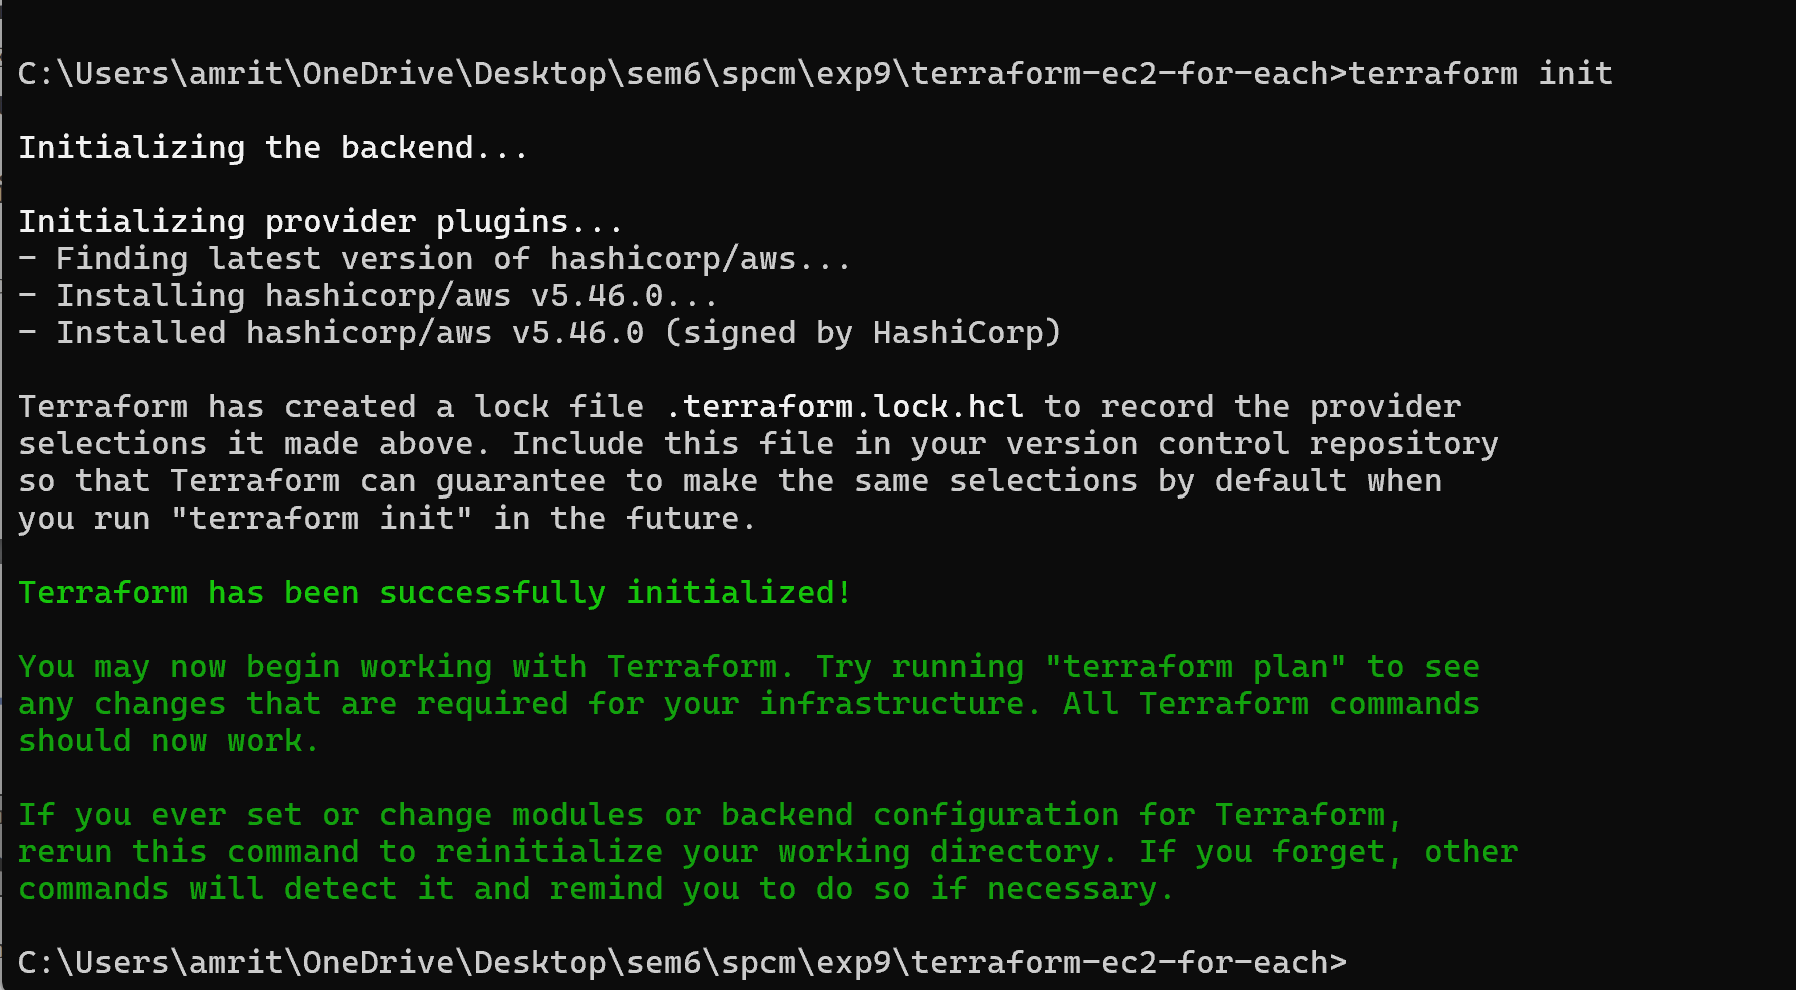 C:\Users\amrit\OneDrive\Desktop\sem6\spcm\exp9\terraform-ec2-for-each>terraform init
Initializing the backend...
Initializing provider plugins...
- Finding latest version of hashicorp/aws...
- Installing hashicorp/aws v5.46.0...
- Installed hashicorp/aws v5.46.0 (signed by HashiCorp)
Terraform has created a lock file .terraform.lock.hcl to record the provider
selections it made above. Include this file in your version control repository
so that Terraform can guarantee to make the same selections by default when
you run "terraform init" in the future.
Terraform has been successfully initialized!
You may now begin working with Terraform. Try running "terraform plan" to see
any changes that are required for your infrastructure. All Terraform commands
should now work.
If you ever set or change modules or backend configuration for Terraform,
rerun this command to reinitialize your working directory. If you forget, other
commands will detect it and remind you to do so if necessary.
C:\Users\amrit\OneDrive\Desktop\sem6\spcm\exp9\terraform-ec2-for-each>